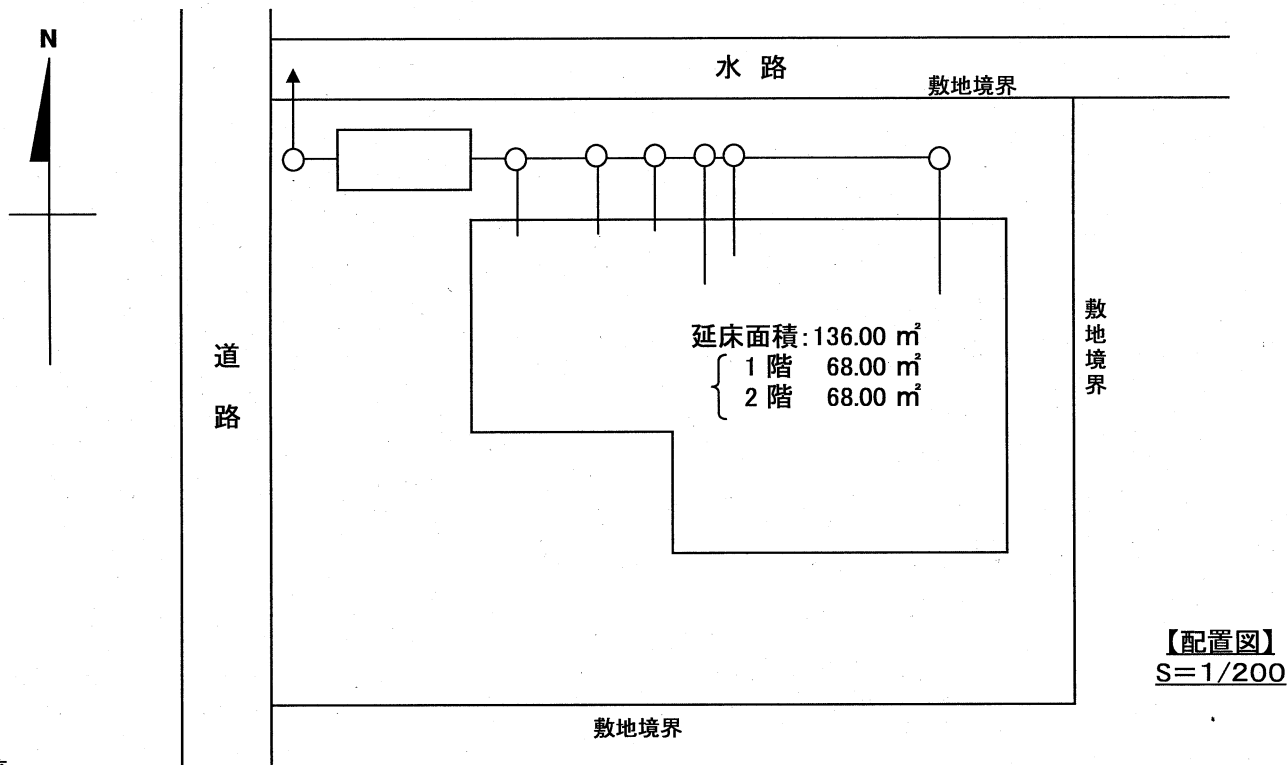 N
水 路
敷地境界
道路
延床面積:136.00 ㎡
1 階 68.00 ㎡
2 階 68.00 ㎡
敷地境界
【配置図】
S=1/200
敷地境界